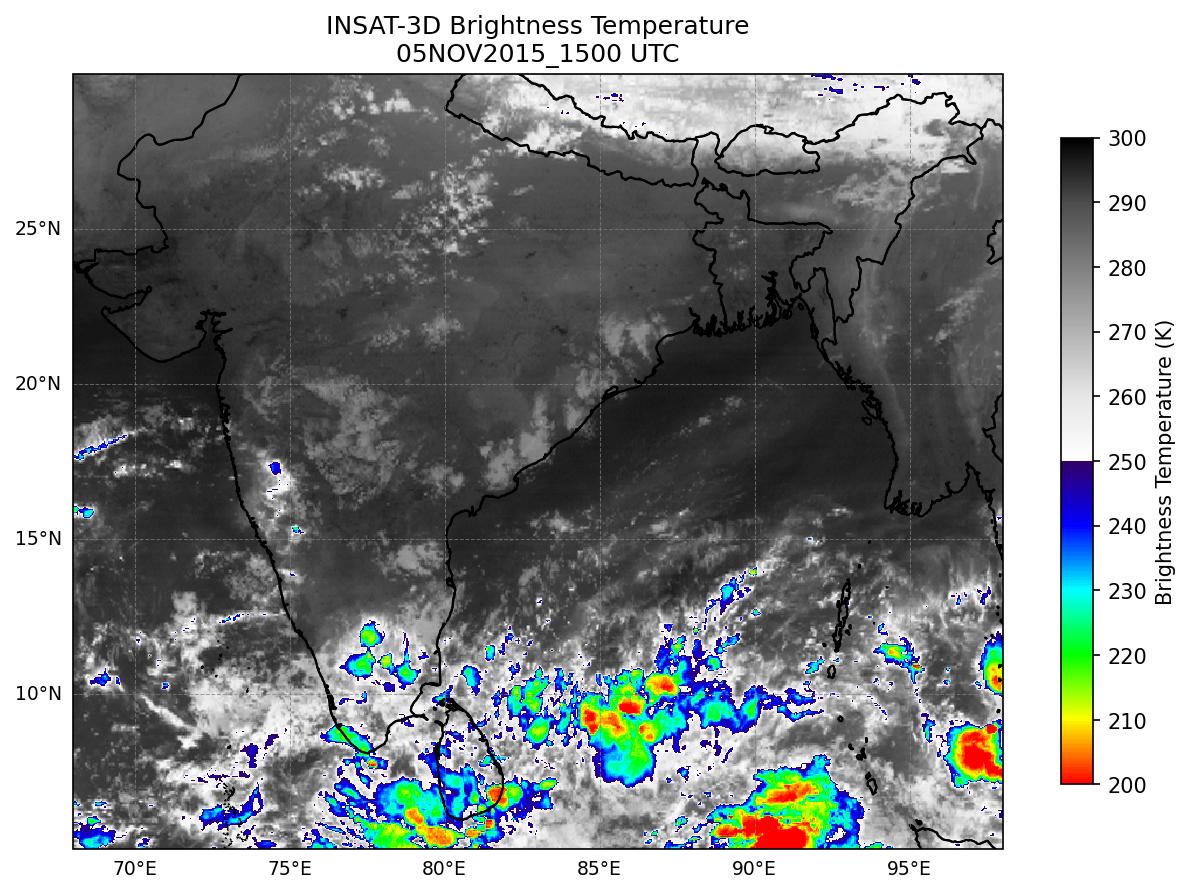 INSAT-3D Brightness Temperature
05NOV2015_1500 UTC
25°N
20°N
15°N
10°N
70°E
75°E
80°E
85°E
90°E
95°E
300
290
280
270
260
250
240
230
220
210
200
Brightness Temperature (K)